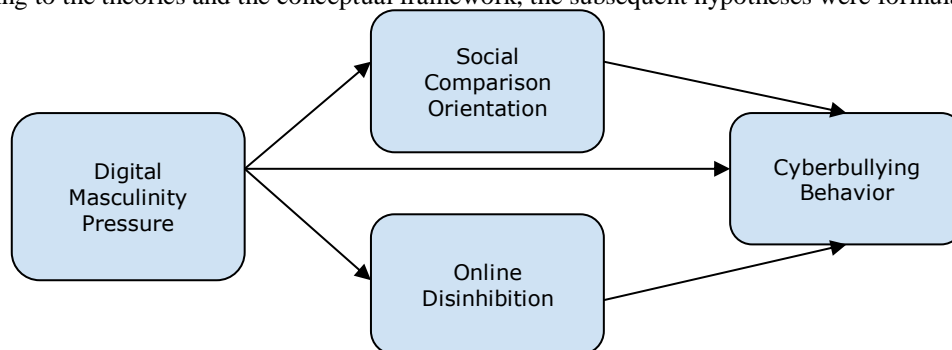 ing to the theories and the conceptual framework, the subsequent hypotheses were formula
Social
Comparison
Orientation
Digital
Masculinity
Pressure
Cyberbullying
Behavior
Online
Disinhibition